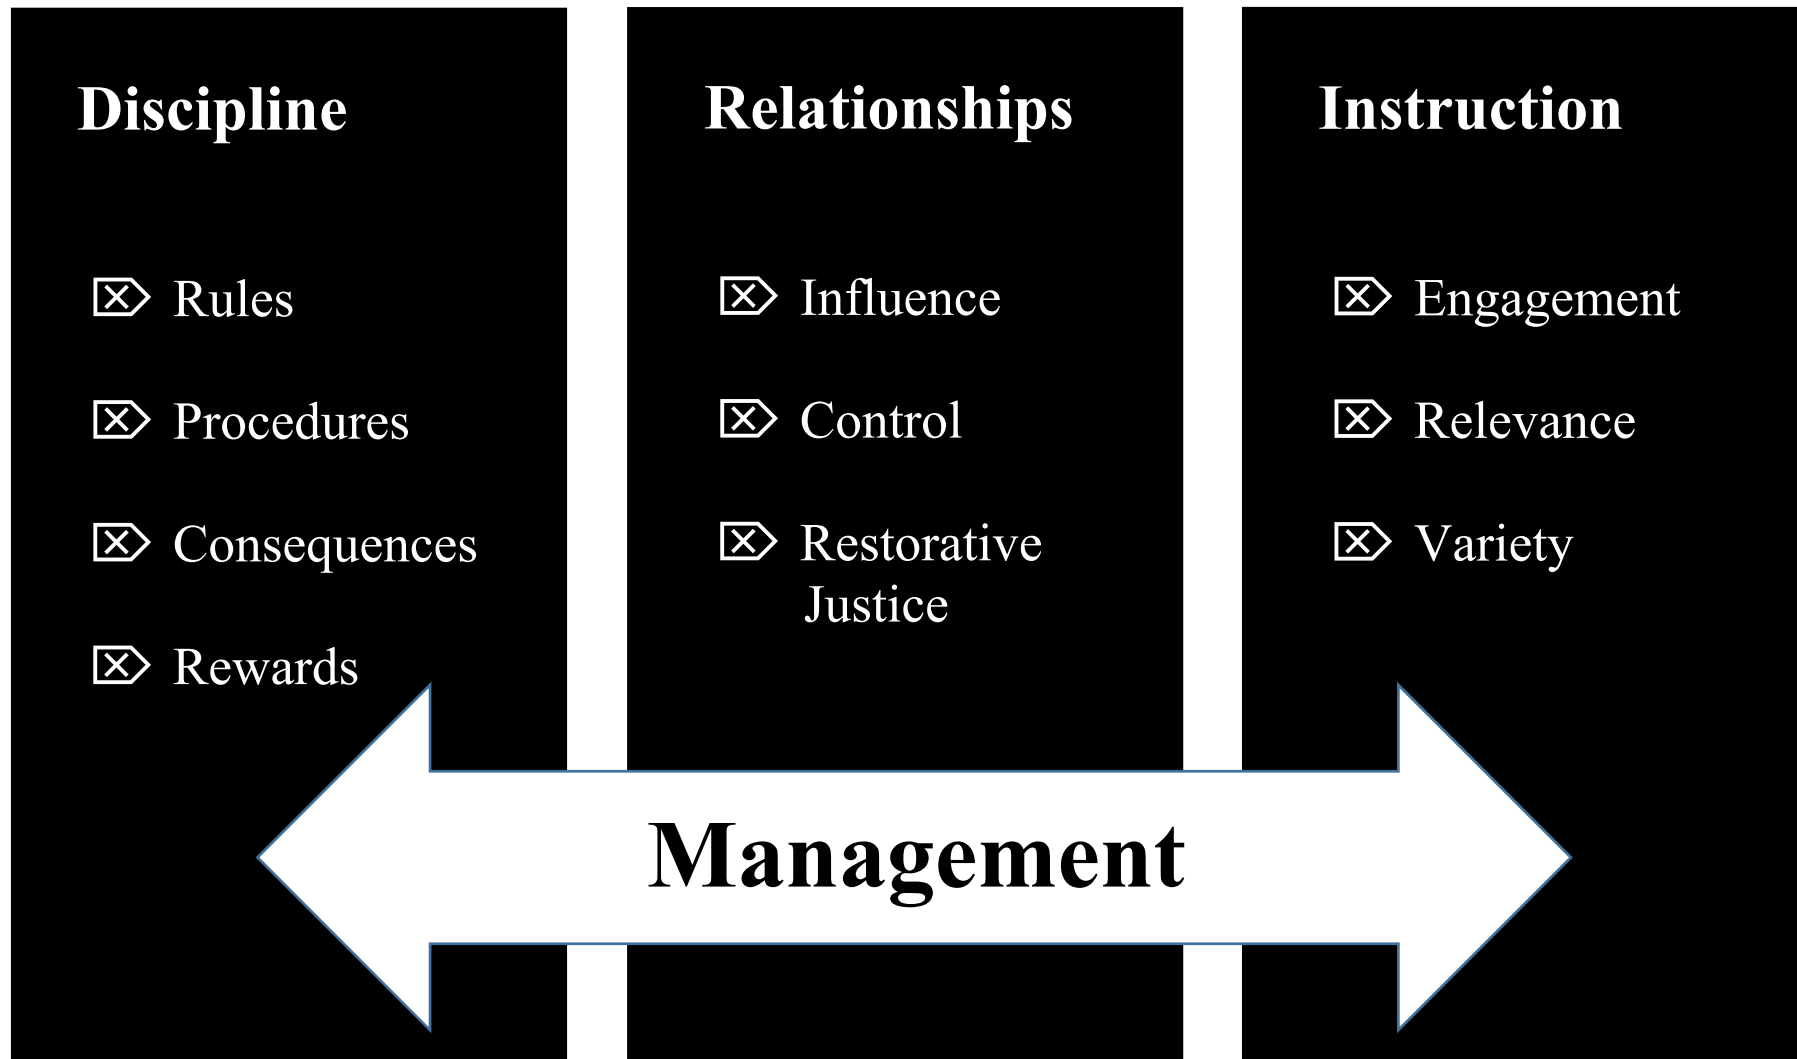 Discipline
Rules
Procedures
Consequences
Rewards
Relationships
Influence
Control
Restorative
Justice
Instruction
Engagement
Relevance
Variety
Management